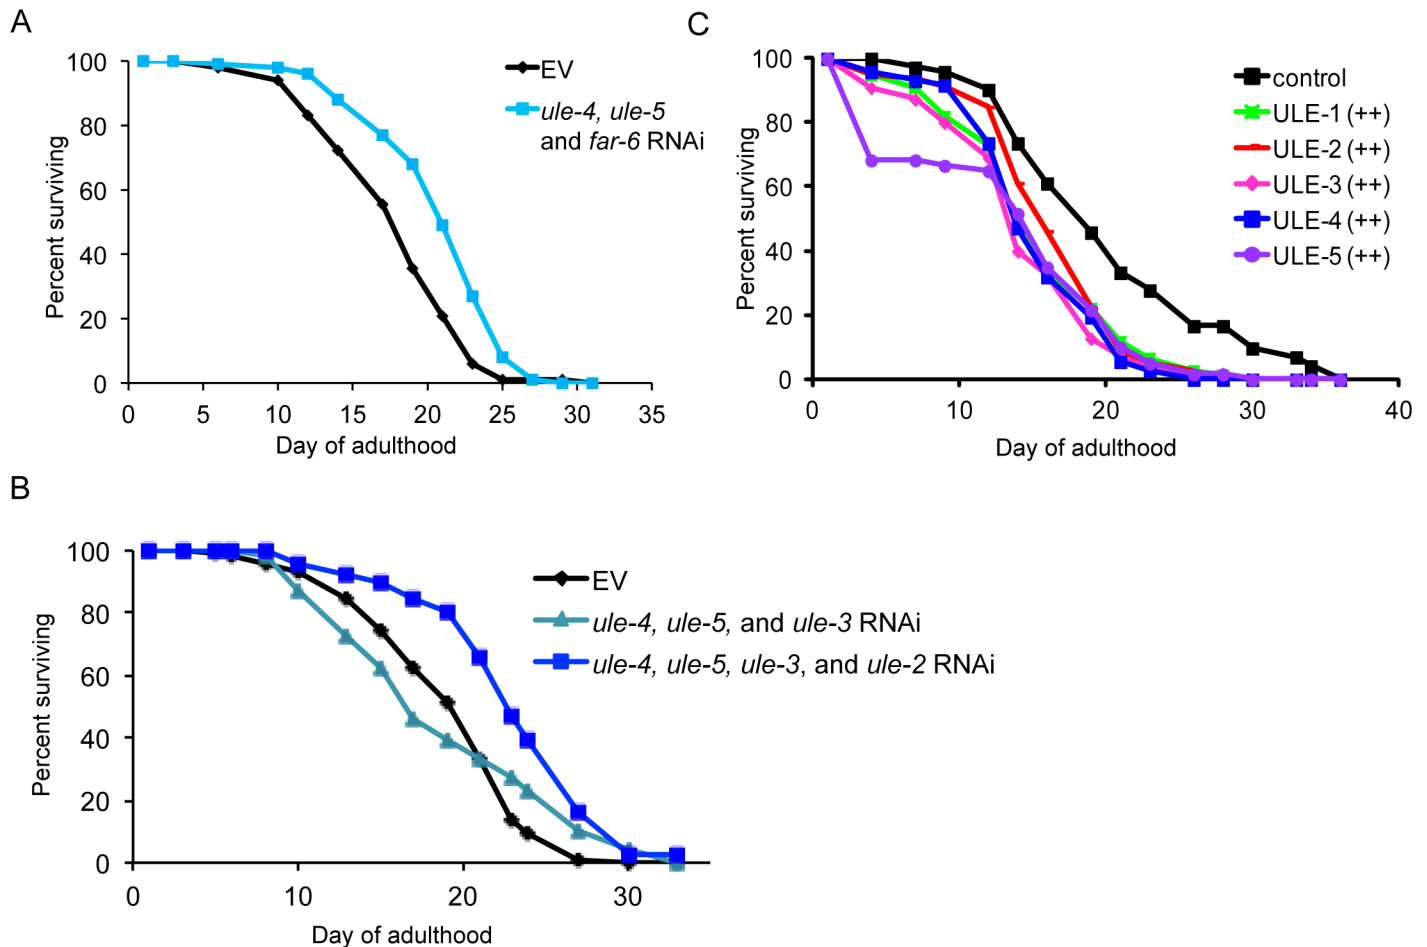 A
100
80
60
40
20
0
0 5 10 15 20 25 30 35
Percent surviving
Day of adulthood
EV
ule-4, ule-5
and far-6 RNAi
C
100
80
60
40
20
0
0 10 20 30 40
Percent surviving
Day of adulthood
control
ULE-1 (++)
ULE-2 (++)
ULE-3 (++)
ULE-4 (++)
ULE-5 (++)
B
100
80
60
40
20
0
0 10 20 30
Percent surviving
Day of adulthood
EV
ule-4, ule-5, and ule-3 RNAi
ule-4, ule-5, ule-3, and ule-2 RNAi